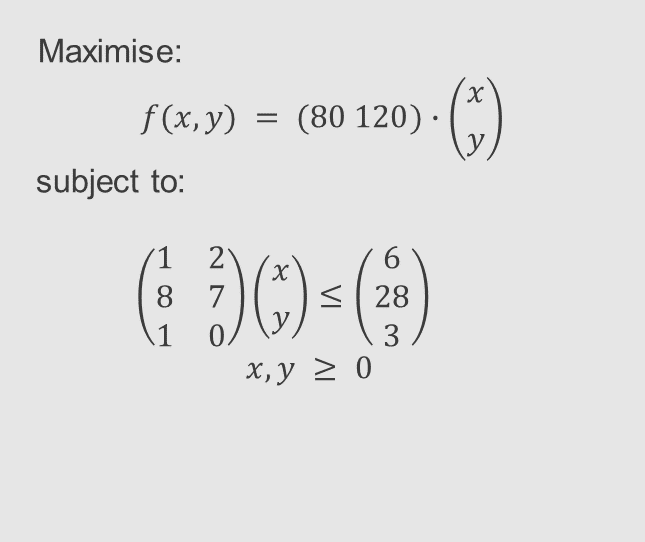 Maximise:
f(x, y) = (80 120) · (x
y)
subject to:
(1 2
8 7
1 0) (x
y) ≤ (6
28
3)
x, y ≥ 0